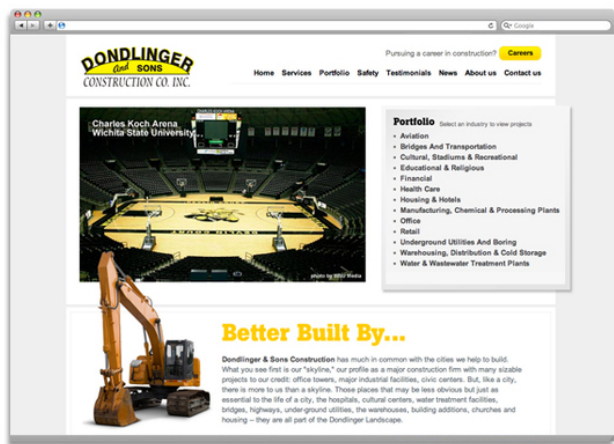 Google
DONDLINGER
And SONS
CONSTRUCTION CO. INC.
Pursuing a career in construction? Careers
Home Services Portfolio Safety Testimonials News About us Contact us
Charles Koch Arena
Wichita State University
Portfolio Select an industry to view projects
Aviation
Bridges And Transportation
Cultural, Stadiums & Recreational
Educational & Religious
Financial
Health Care
Housing & Hotels
Manufacturing, Chemical & Processing Plants
Office
Retail
Underground Utilities And Boring
Warehousing, Distribution & Cold Storage
Water & Wastewater Treatment Plants
photo by WSU Media
Better Built By...
Dondlinger & Sons Construction has much in common with the cities we help to build.
What you see first is our "skyline," our profile as a major construction firm with many sizable
projects to our credit: office towers, major industrial facilities, civic centers. But, like a city,
there is more to us than a skyline. Those places that may be less obvious but just as
essential to the life of a city, the hospitals, cultural centers, water treatment facilities,
bridges, highways, under-ground utilities, the warehouses, building additions, churches and
housing – they are all part of the Dondlinger Landscape.